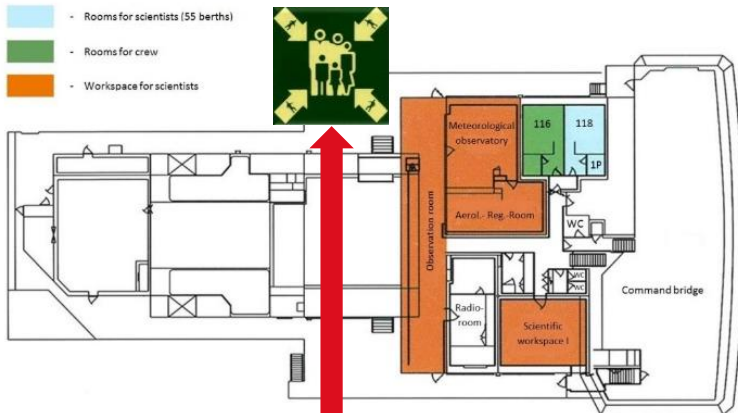 - Rooms for scientists (55 berths)
- Rooms for crew
- Workspace for scientists
Meteorological
observatory
116
118
1P
Aerol.- Reg.-Room
WC
Observation room
WC
WC
Radio-
room
Scientific
workspace I
Command bridge